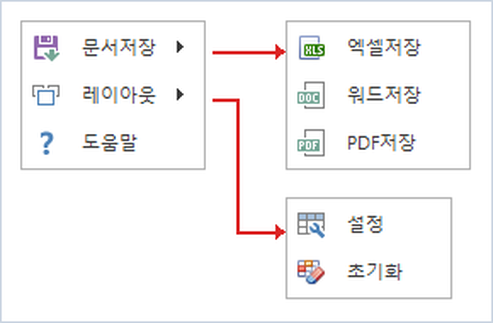 문서저장
레이아웃
도움말
XLS 엑셀저장
DOC 워드저장
PDF PDF저장
설정
초기화